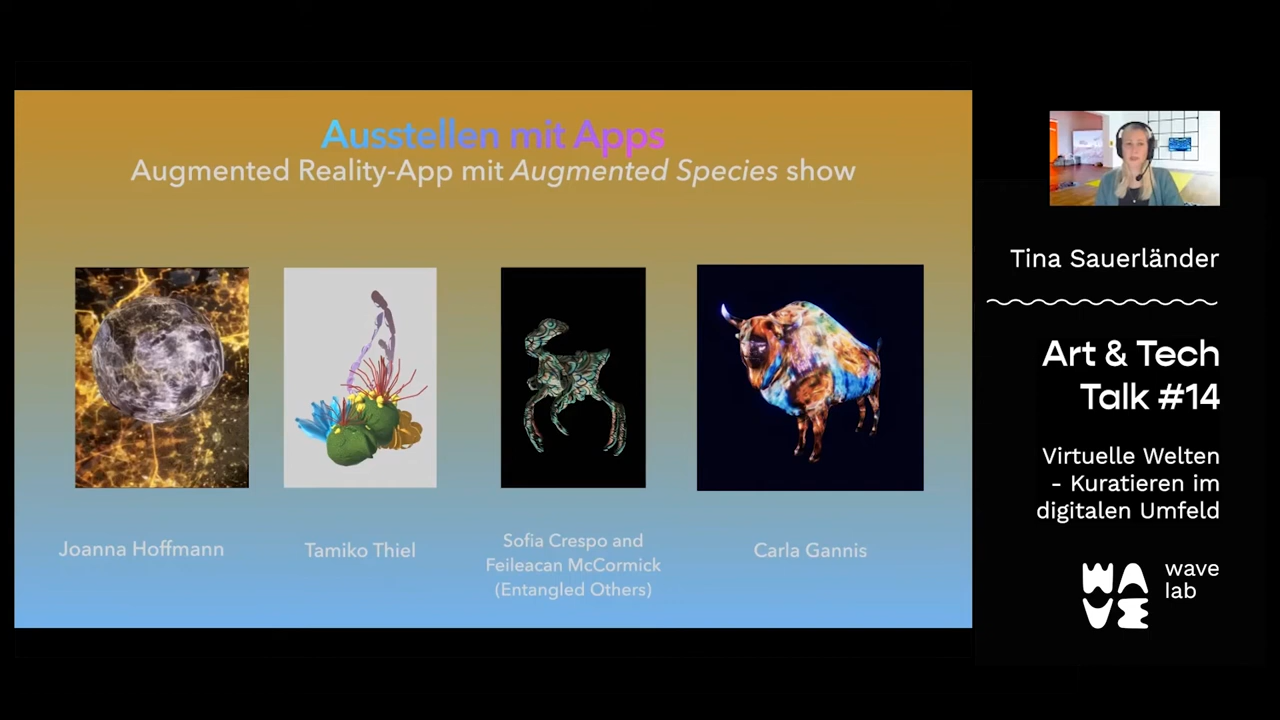 Ausstellen mit Apps
Augmented Reality-App mit Augmented Species show
Joanna Hoffmann
Tamiko Thiel
Sofia Crespo and
Feileacan McCormick
(Entangled Others)
Carla Gannis
Tina Sauerländer
Art & Tech
Talk #14
Virtuelle Welten
- Kuratieren im
digitalen Umfeld
WAVE
wave
lab